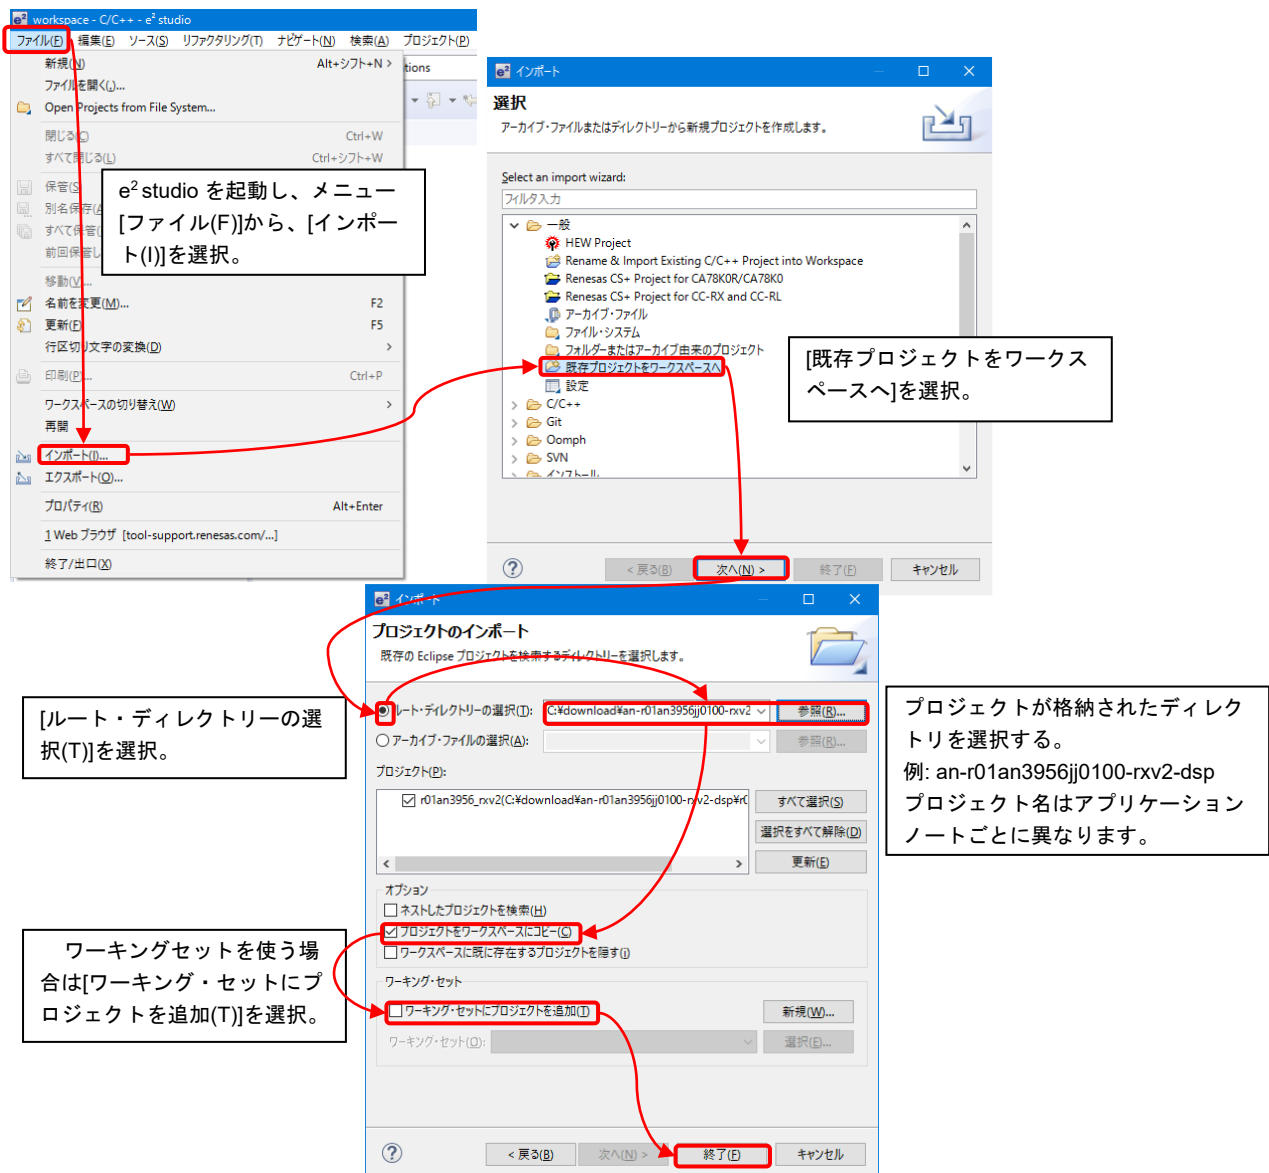 workspace - C/C++ - e² studio
ファイル(F) 編集(E) ソース(S) リファクタリング(T) ナビゲート(N) 検索(A) プロジェクト(P)
新規(N) Alt+シフト+N >
ファイルを開く(.)...
Open Projects from File System...
閉じる(C) Ctrl+W
すべて閉じる(L) Ctrl+シフト+W
保管(S)
別名保存(A
すべて保管(
前回保管し
移動(V)...
名前を変更(M)... F2
更新(F) F5
行区切り文字の変換(D) >
印刷(P)... Ctrl+P
ワークスペースの切り替え(W) >
再開
インポート(I)...
エクスポート(O)...
プロパティ(R) Alt+Enter
1 Web ブラウザ [tool-support.renesas.com/...]
終了/出口(X)
tions
e² studio を起動し、メニュー
[ファイル(F)]から、[インポー
ト(I)]を選択。
e² インポート
選択
アーカイブ・ファイルまたはディレクトリーから新規プロジェクトを作成します。
Select an import wizard:
フィルタ入力
一般
HEW Project
Rename & Import Existing C/C++ Project into Workspace
Renesas CS+ Project for CA78K0R/CA78K0
Renesas CS+ Project for CC-RX and CC-RL
アーカイブ・ファイル
ファイル・システム
フォルダーまたはアーカイブ由来のプロジェクト
既存プロジェクトをワークスペースへ
設定
C/C++
Git
Oomph
SVN
インストール
? < 戻る(B) 次へ(N) > 終了(F) キャンセル
[既存プロジェクトをワークス
ペースへ]を選択。
e² インポート
プロジェクトのインポート
既存の Eclipse プロジェクトを検索するディレクトリーを選択します。
ルート・ディレクトリーの選択(T): C:¥download¥an-r01an3956jj0100-rxv2 参照(R)...
アーカイブ・ファイルの選択(A): 参照(R)...
プロジェクト(P):
r01an3956_rxv2(C:¥download¥an-r01an3956jj0100-rxv2-dsp¥r0 すべて選択(S)
選択をすべて解除(D)
更新(E)
オプション
ネストしたプロジェクトを検索(H)
プロジェクトをワークスペースにコピー(C)
ワークスペースに既に存在するプロジェクトを隠す(i)
ワーキング・セット
ワーキング・セットにプロジェクトを追加(T) 新規(W)...
ワーキング・セット(O): 選択(E)...
? < 戻る(B) 次へ(N) > 終了(F) キャンセル
[ルート・ディレクトリーの選
択(T)]を選択。
プロジェクトが格納されたディレク
トリを選択する。
例: an-r01an3956jj0100-rxv2-dsp
プロジェクト名はアプリケーション
ノートごとに異なります。
ワーキングセットを使う場
合は[ワーキング・セットにプ
ロジェクトを追加(T)]を選択。